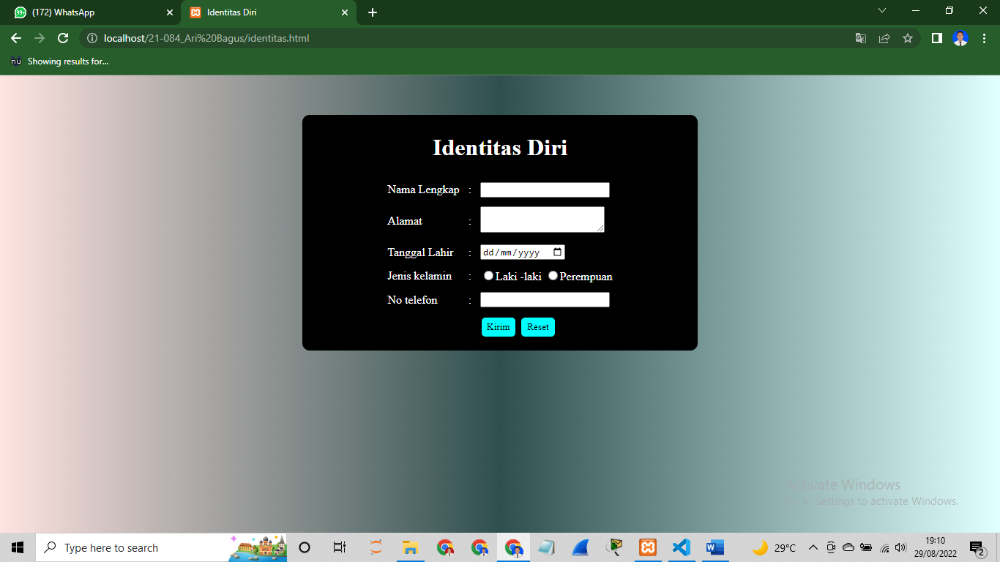 (172) WhatsApp
Identitas Diri
localhost/21-084_Ari%20Bagus/identitas.html
nu Showing results for...
Identitas Diri
Nama Lengkap :
Alamat :
Tanggal Lahir : dd/mm/yyyy
Jenis kelamin : Laki -laki Perempuan
No telefon :
Kirim Reset
Activate Windows
to Settings to activate Windows.
Type here to search
29°C
19:10
29/08/2022
2